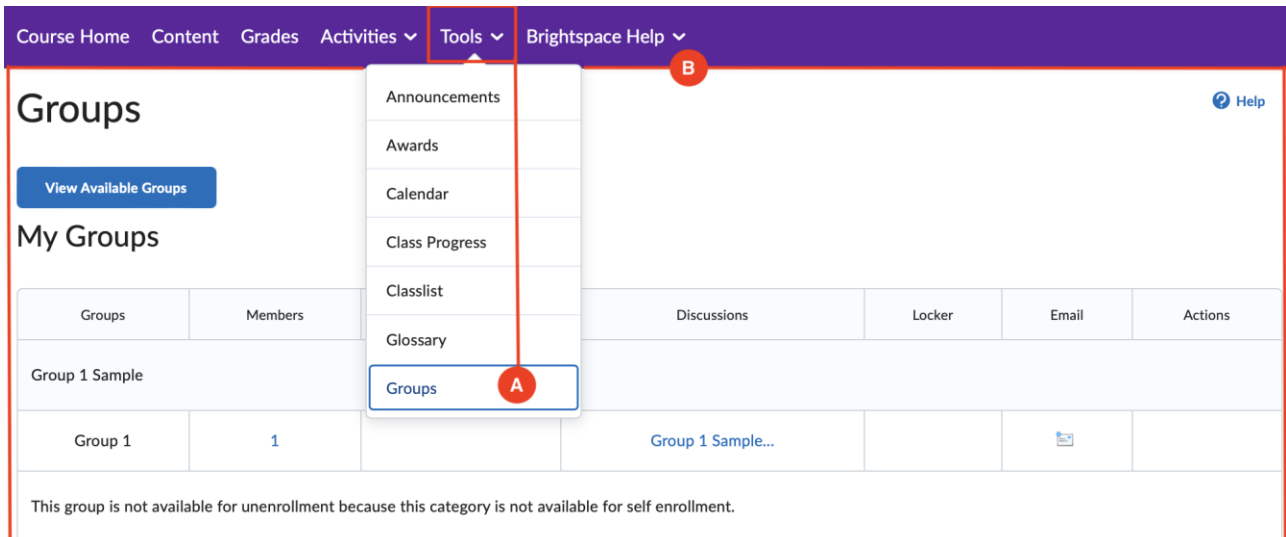 Course Home Content Grades Activities Tools Brightspace Help
B
Groups
Help
View Available Groups
My Groups
Announcements
Awards
Calendar
Class Progress
Classlist
Glossary
Groups A
Groups Members Discussions Locker Email Actions
Group 1 Sample
Group 1 1 Group 1 Sample...
This group is not available for unenrollment because this category is not available for self enrollment.